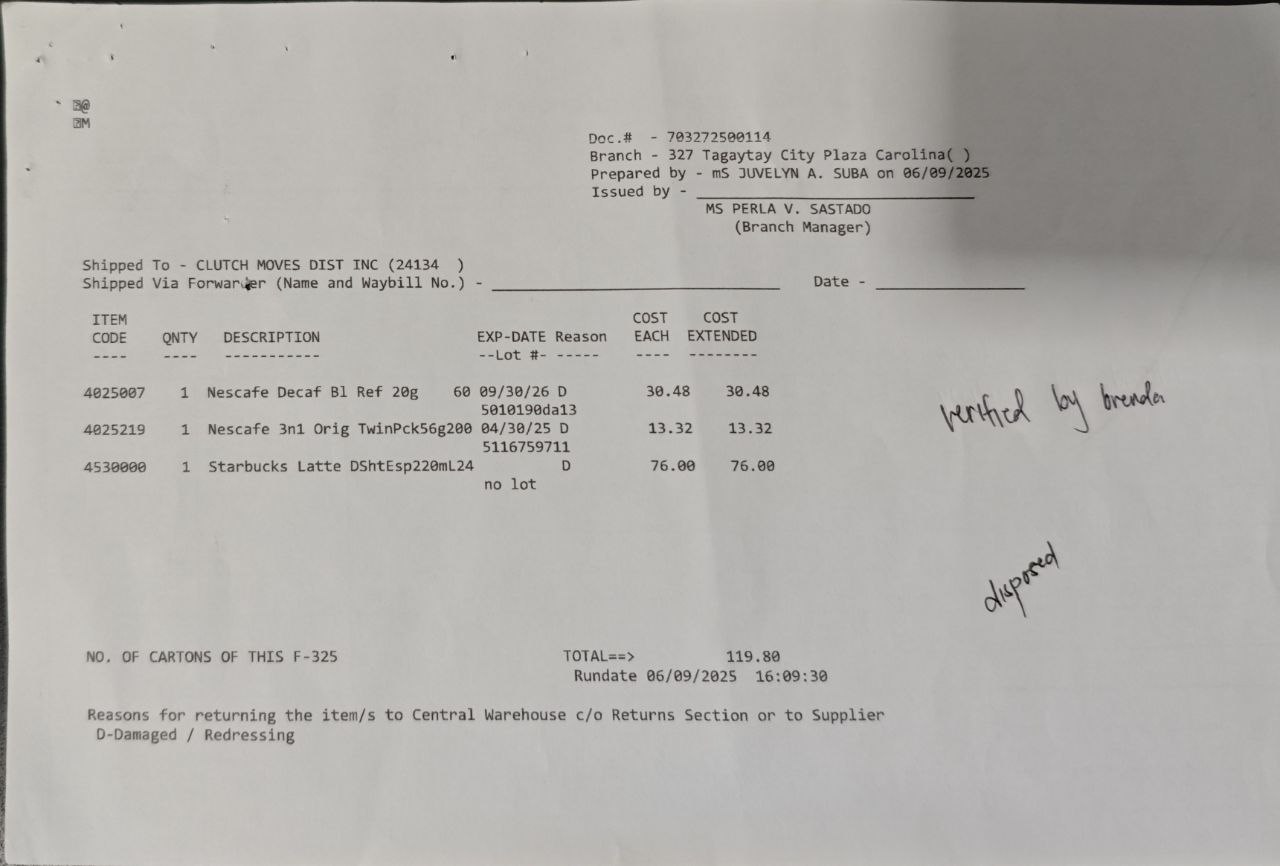 @
M
Doc.# - 703272500114
Branch - 327 Tagaytay City Plaza Carolina( )
Prepared by - mS JUVELYN A. SUBA on 06/09/2025
Issued by - ____________________
MS PERLA V. SASTADO
(Branch Manager)
Shipped To - CLUTCH MOVES DIST INC (24134 )
Shipped Via Forwarder (Name and Waybill No.) - ____________________ Date - ____________________
ITEM COST COST
CODE QNTY DESCRIPTION EXP-DATE Reason EACH EXTENDED
---- ---- ----------- --Lot #- ----- ---- --------
4025007 1 Nescafe Decaf Bl Ref 20g 60 09/30/26 D 30.48 30.48
5010190da13
4025219 1 Nescafe 3n1 Orig TwinPck56g200 04/30/25 D 13.32 13.32
5116759711
4530000 1 Starbucks Latte DShtEsp220mL24 D 76.00 76.00
no lot
verified by brenda
disposed
NO. OF CARTONS OF THIS F-325 TOTAL==> 119.80
Rundate 06/09/2025 16:09:30
Reasons for returning the item/s to Central Warehouse c/o Returns Section or to Supplier
D-Damaged / Redressing